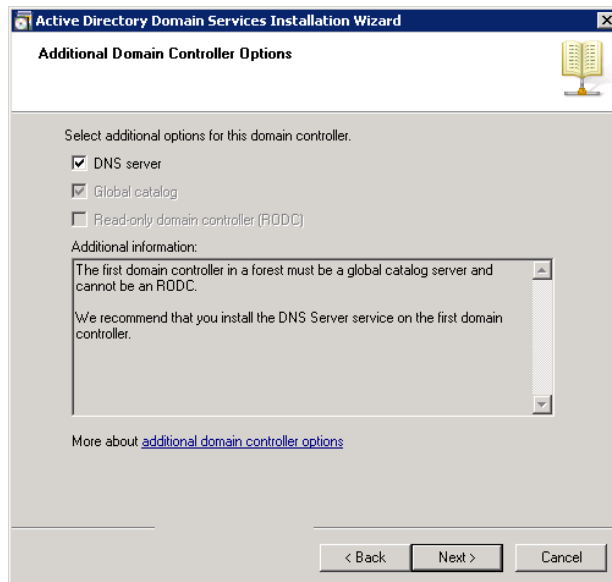 Active Directory Domain Services Installation Wizard
Additional Domain Controller Options
Select additional options for this domain controller.
DNS server
Global catalog
Read-only domain controller (RODC)
Additional information:
The first domain controller in a forest must be a global catalog server and
cannot be an RODC.
We recommend that you install the DNS Server service on the first domain
controller.
More about additional domain controller options
< Back
Next >
Cancel